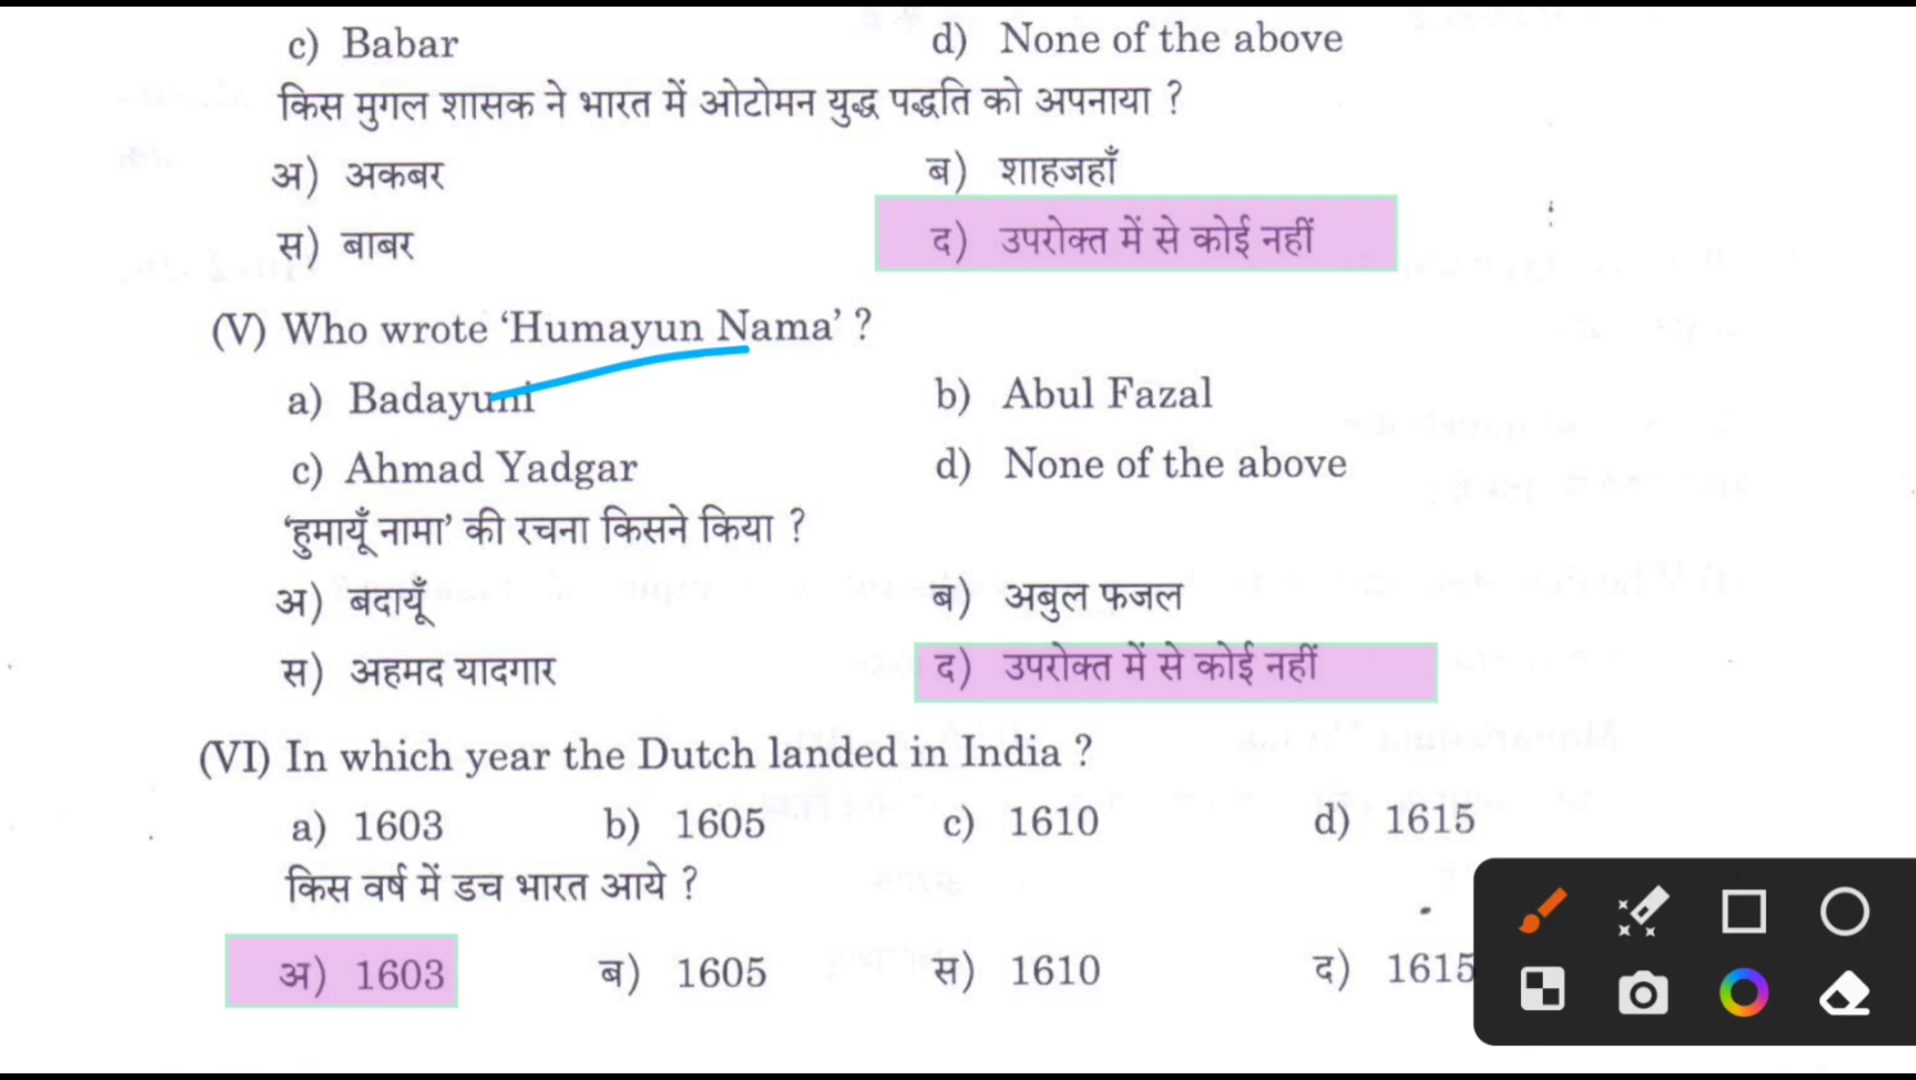 c) Babar d) None of the above
किस मुगल शासक ने भारत में ओटोमन युद्ध पद्धति को अपनाया ?
अ) अकबर ब) शाहजहाँ
स) बाबर द) उपरोक्त में से कोई नहीं
(V) Who wrote ‘Humayun Nama’ ?
a) Badayuni b) Abul Fazal
c) Ahmad Yadgar d) None of the above
‘हुमायूँ नामा’ की रचना किसने किया ?
अ) बदायूँ ब) अबुल फजल
स) अहमद यादगार द) उपरोक्त में से कोई नहीं
(VI) In which year the Dutch landed in India ?
a) 1603 b) 1605 c) 1610 d) 1615
किस वर्ष में डच भारत आये ?
अ) 1603 ब) 1605 स) 1610 द) 1615